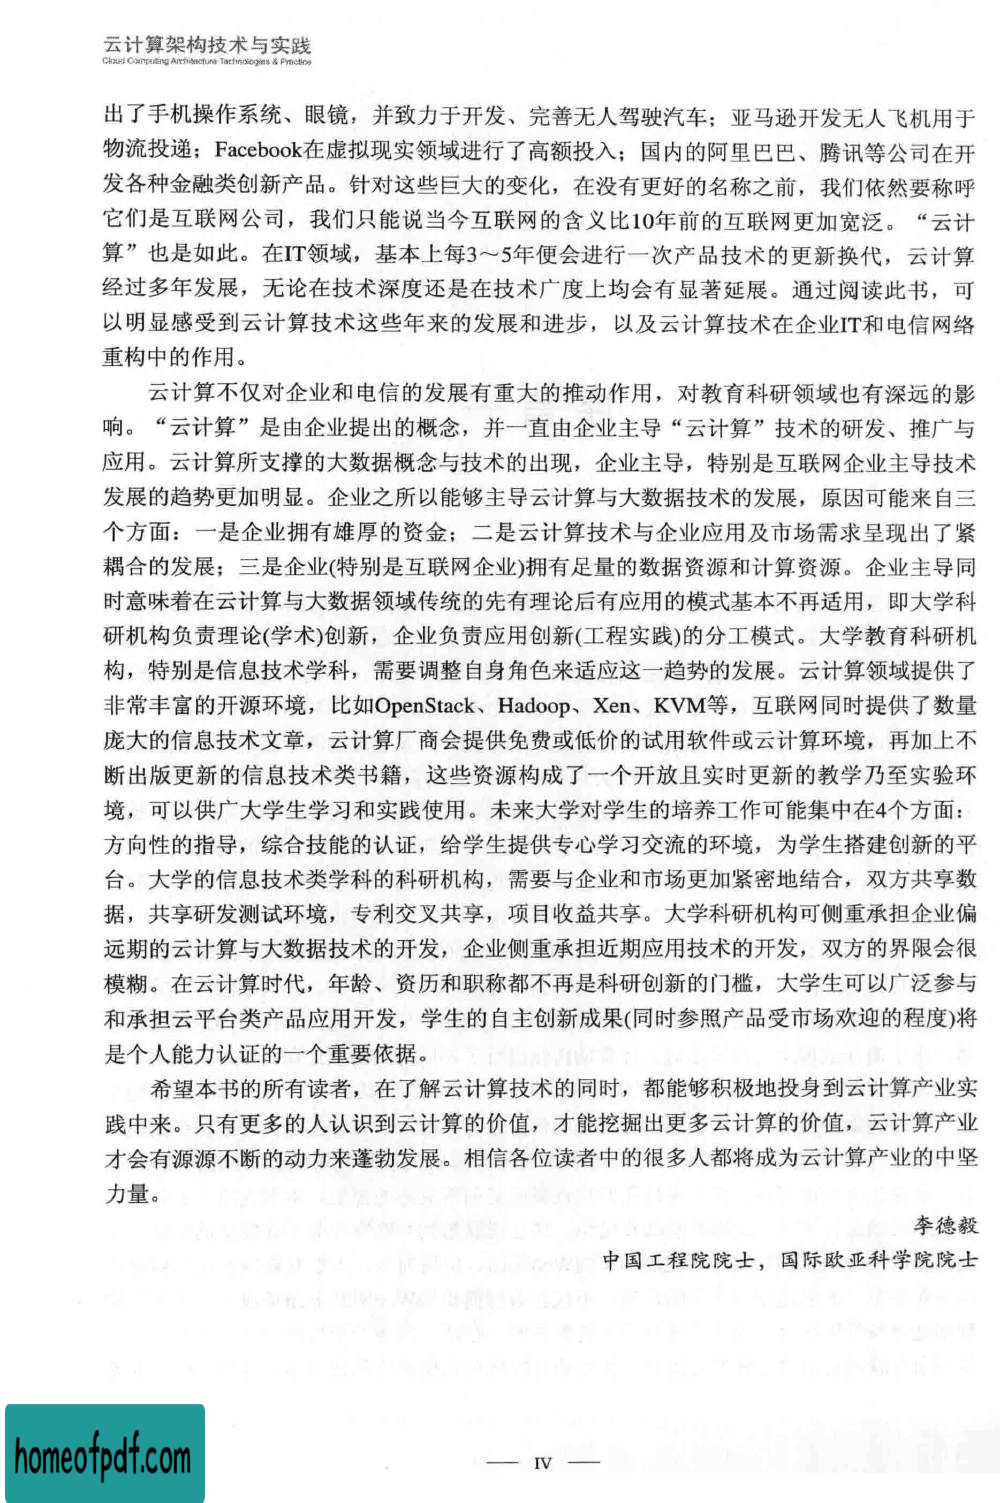 云计算架构技术与实践
Cloud Computing Architecture Technologies & Practice
出了手机操作系统、眼镜，并致力于开发、完善无人驾驶汽车；亚马逊开发无人飞机用于
物流投递；Facebook在虚拟现实领域进行了高额投入；国内的阿里巴巴、腾讯等公司在开
发各种金融类创新产品。针对这些巨大的变化，在没有更好的名称之前，我们依然要称呼
它们是互联网公司，我们只能说当今互联网的含义比10年前的互联网更加宽泛。“云计
算”也是如此。在IT领域，基本上每3～5年便会进行一次产品技术的更新换代，云计算
经过多年发展，无论在技术深度还是在技术广度上均会有显著延展。通过阅读此书，可
以明显感受到云计算技术这些年来的发展和进步，以及云计算技术在企业IT和电信网络
重构中的作用。
云计算不仅对企业和电信的发展有重大的推动作用，对教育科研领域也有深远的影
响。“云计算”是由企业提出的概念，并一直由企业主导“云计算”技术的研发、推广与
应用。云计算所支撑的大数据概念与技术的出现，企业主导，特别是互联网企业主导技术
发展的趋势更加明显。企业之所以能够主导云计算与大数据技术的发展，原因可能来自三
个方面：一是企业拥有雄厚的资金；二是云计算技术与企业应用及市场需求呈现出了紧
耦合的发展；三是企业(特别是互联网企业)拥有足量的数据资源和计算资源。企业主导同
时意味着在云计算与大数据领域传统的先有理论后有应用的模式基本不再适用，即大学科
研机构负责理论(学术)创新，企业负责应用创新(工程实践)的分工模式。大学教育科研机
构，特别是信息技术学科，需要调整自身角色来适应这一趋势的发展。云计算领域提供了
非常丰富的开源环境，比如OpenStack、Hadoop、Xen、KVM等，互联网同时提供了数量
庞大的信息技术文章，云计算厂商会提供免费或低价的试用软件或云计算环境，再加上不
断出版更新的信息技术类书籍，这些资源构成了一个开放且实时更新的教学乃至实验环
境，可以供广大学生学习和实践使用。未来大学对学生的培养工作可能集中在4个方面：
方向性的指导，综合技能的认证，给学生提供专心学习交流的环境，为学生搭建创新的平
台。大学的信息技术类学科的科研机构，需要与企业和市场更加紧密地结合，双方共享数
据，共享研发测试环境，专利交叉共享，项目收益共享。大学科研机构可侧重承担企业偏
远期的云计算与大数据技术的开发，企业侧重承担近期应用技术的开发，双方的界限会很
模糊。在云计算时代，年龄、资历和职称都不再是科研创新的门槛，大学生可以广泛参与
和承担云平台类产品应用开发，学生的自主创新成果(同时参照产品受市场欢迎的程度)将
是个人能力认证的一个重要依据。
希望本书的所有读者，在了解云计算技术的同时，都能够积极地投身到云计算产业实
践中来。只有更多的人认识到云计算的价值，才能挖掘出更多云计算的价值，云计算产业
才会有源源不断的动力来蓬勃发展。相信各位读者中的很多人都将成为云计算产业的中坚
力量。
李德毅
中国工程院院士，国际欧亚科学院院士
homeofpdf.com
— IV —